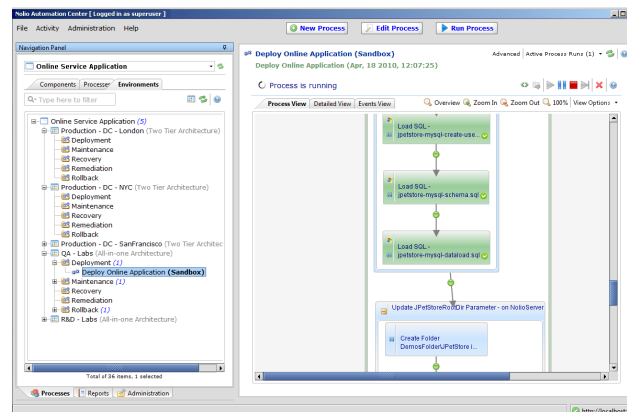 Nolio Automation Center [ Logged in as superuser ]
File Activity Administration Help
New Process Edit Process Run Process
Navigation Panel
Online Service Application
Components Processes Environments
Type here to filter
Online Service Application (5)
Production - DC - London (Two Tier Architecture)
Deployment
Maintenance
Recovery
Remediation
Rollback
Production - DC - NYC (Two Tier Architecture)
Deployment
Maintenance
Recovery
Remediation
Rollback
Production - DC - SanFrancisco (Two Tier Architec
QA - Labs (All-in-one Architecture)
Deployment (1)
Deploy Online Application (Sandbox)
Maintenance (1)
Recovery
Remediation
Rollback (1)
R&D - Labs (All-in-one Architecture)
Total of 36 items, 1 selected
Processes Reports Administration
Deploy Online Application (Sandbox)
Advanced Active Process Runs (1)
Deploy Online Application (Apr, 18 2010, 12:07:25)
Process is running
Process View Detailed View Events View Overview Zoom In Zoom Out 100% View Options
Load SQL -
jpetstore-mysql-create-use...
Load SQL -
jpetstore-mysql-schema.sql
Load SQL -
jpetstore-mysql-dataload.sql
Update JPetStoreRootDir Parameter - on NolioServer
Create Folder
DemosFolder\JPetStore i...
http://localhost: